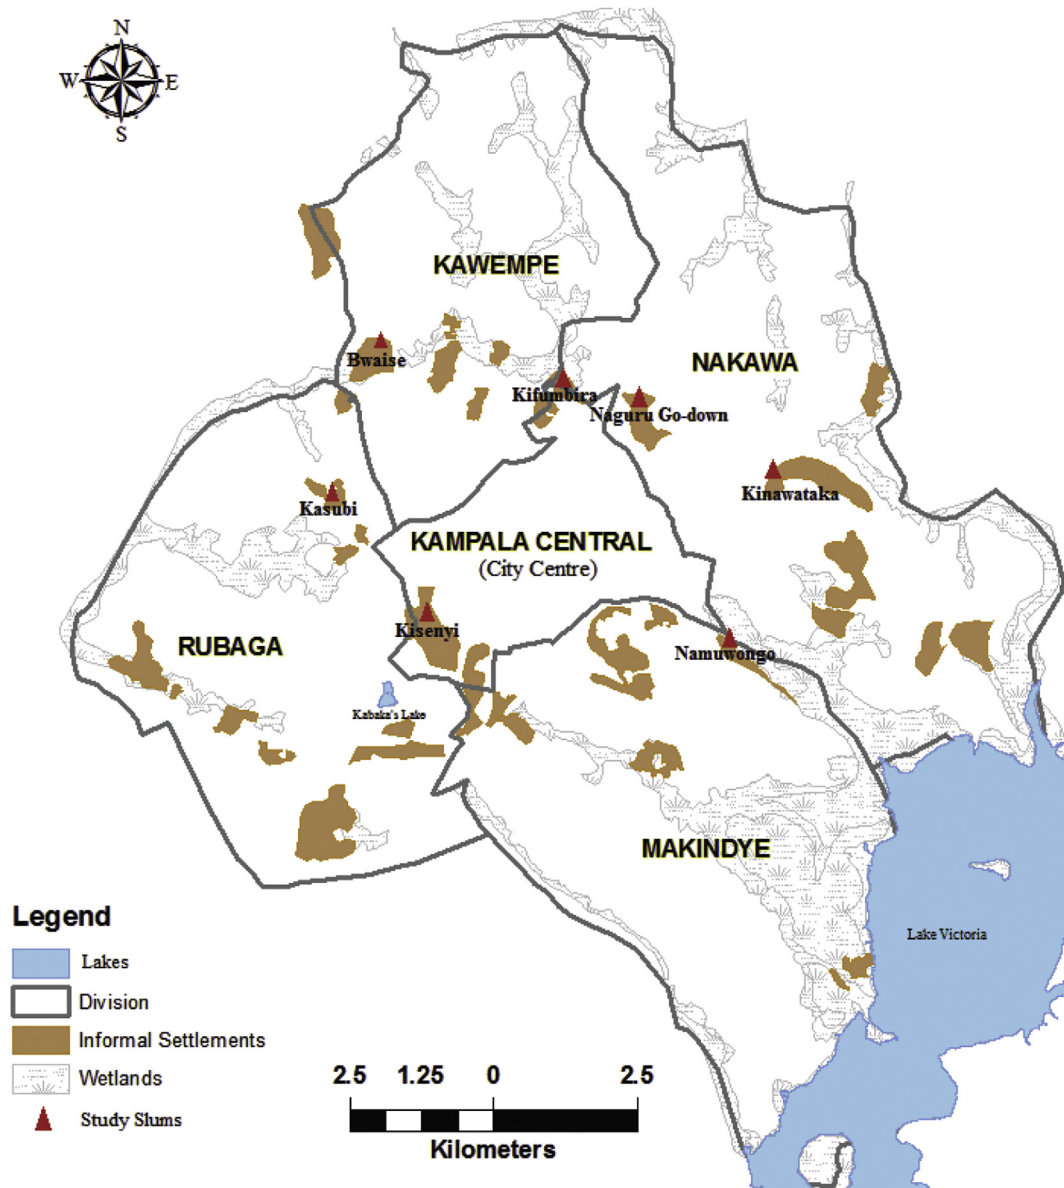 N
W E
S
KAWEMPE
Bwaise
NAKAWA
Kifumbira
Naguru Go-down
Kinawataka
Kasubi
KAMPALA CENTRAL
(City Centre)
Kisenyi
RUBAGA
Namuwongo
Kabaka's Lake
MAKINDYE
Lake Victoria
Legend
Lakes
Division
Informal Settlements
Wetlands
Study Slums
2.5 1.25 0 2.5
Kilometers